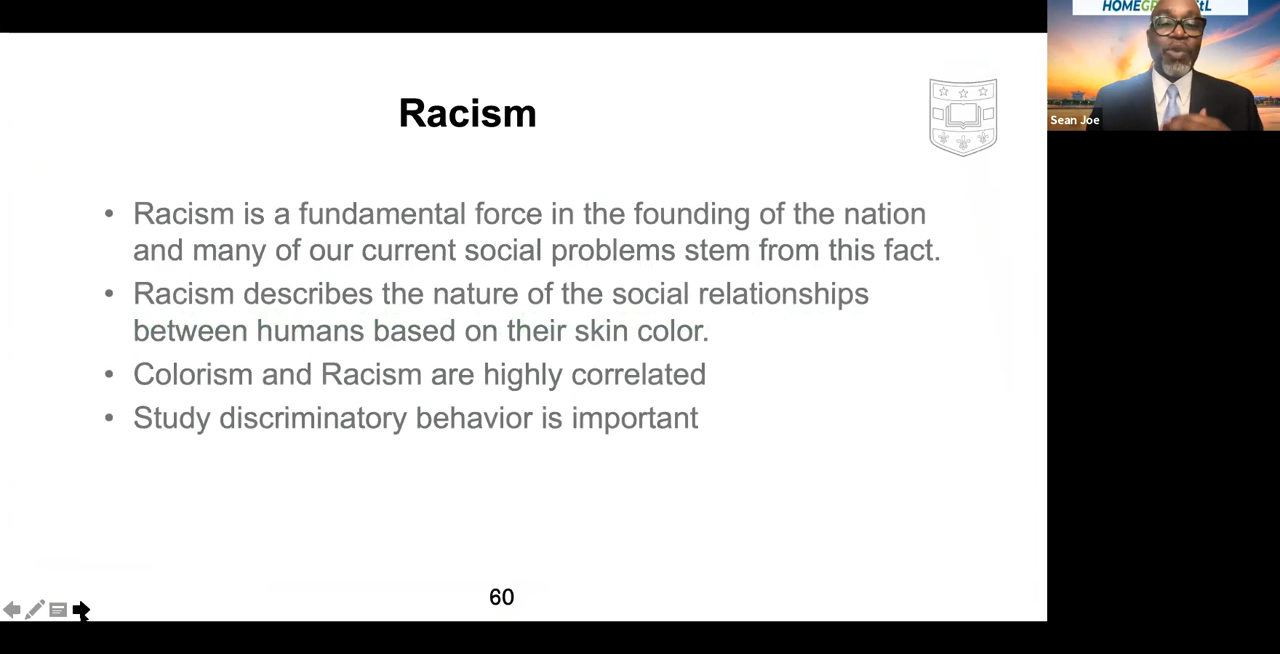 HOMEGR
tL
Sean Joe
Racism
• Racism is a fundamental force in the founding of the nation
and many of our current social problems stem from this fact.
• Racism describes the nature of the social relationships
between humans based on their skin color.
• Colorism and Racism are highly correlated
• Study discriminatory behavior is important
60